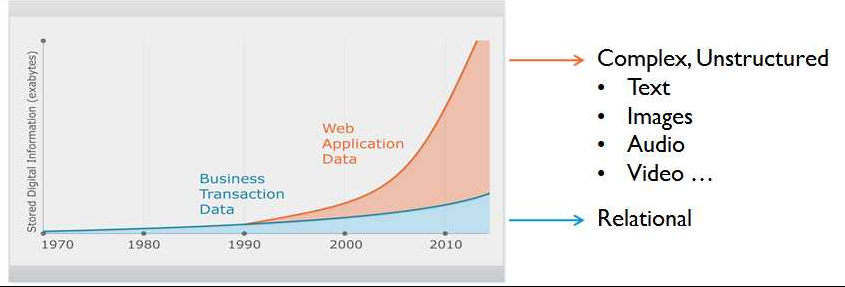 Stored Digital Information (exabytes)
Web
Application
Data
Business
Transaction
Data
1970 1980 1990 2000 2010
Complex, Unstructured
• Text
• Images
• Audio
• Video ...
Relational